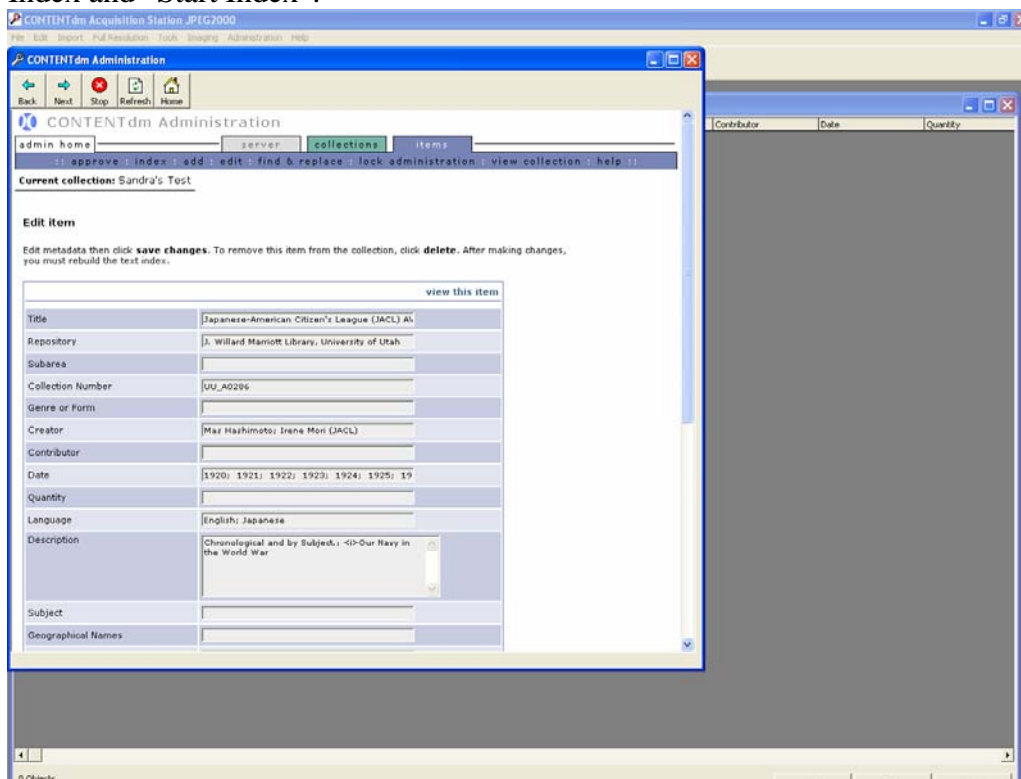 Index and "Start Index".
CONTENTdm Acquisition Station JPEG2000
File Edit Import Full Resolution Tools Imaging Administration Help
CONTENTdm Administration
Back Next Stop Refresh Home
CONTENTdm Administration
admin home server collections items
:: approve : index : add : edit : find & replace : lock administration : view collection : help ::
Current collection: Sandra's Test
Contributor Date Quantity
Edit item
Edit metadata then click save changes. To remove this item from the collection, click delete. After making changes,
you must rebuild the text index.
view this item
Title Japanese-American Citizen's League (JACL) AV
Repository J. Willard Marriott Library, University of Utah
Subarea
Collection Number UU_A0286
Genre or Form
Creator Mas Hashimoto; Irene Mori (JACL)
Contributor
Date 1920; 1921; 1922; 1923; 1924; 1925; 19
Quantity
Language English; Japanese
Description Chronological and by Subject.; <i>Our Navy in
the World War
Subject
Geographical Names
0 Objects